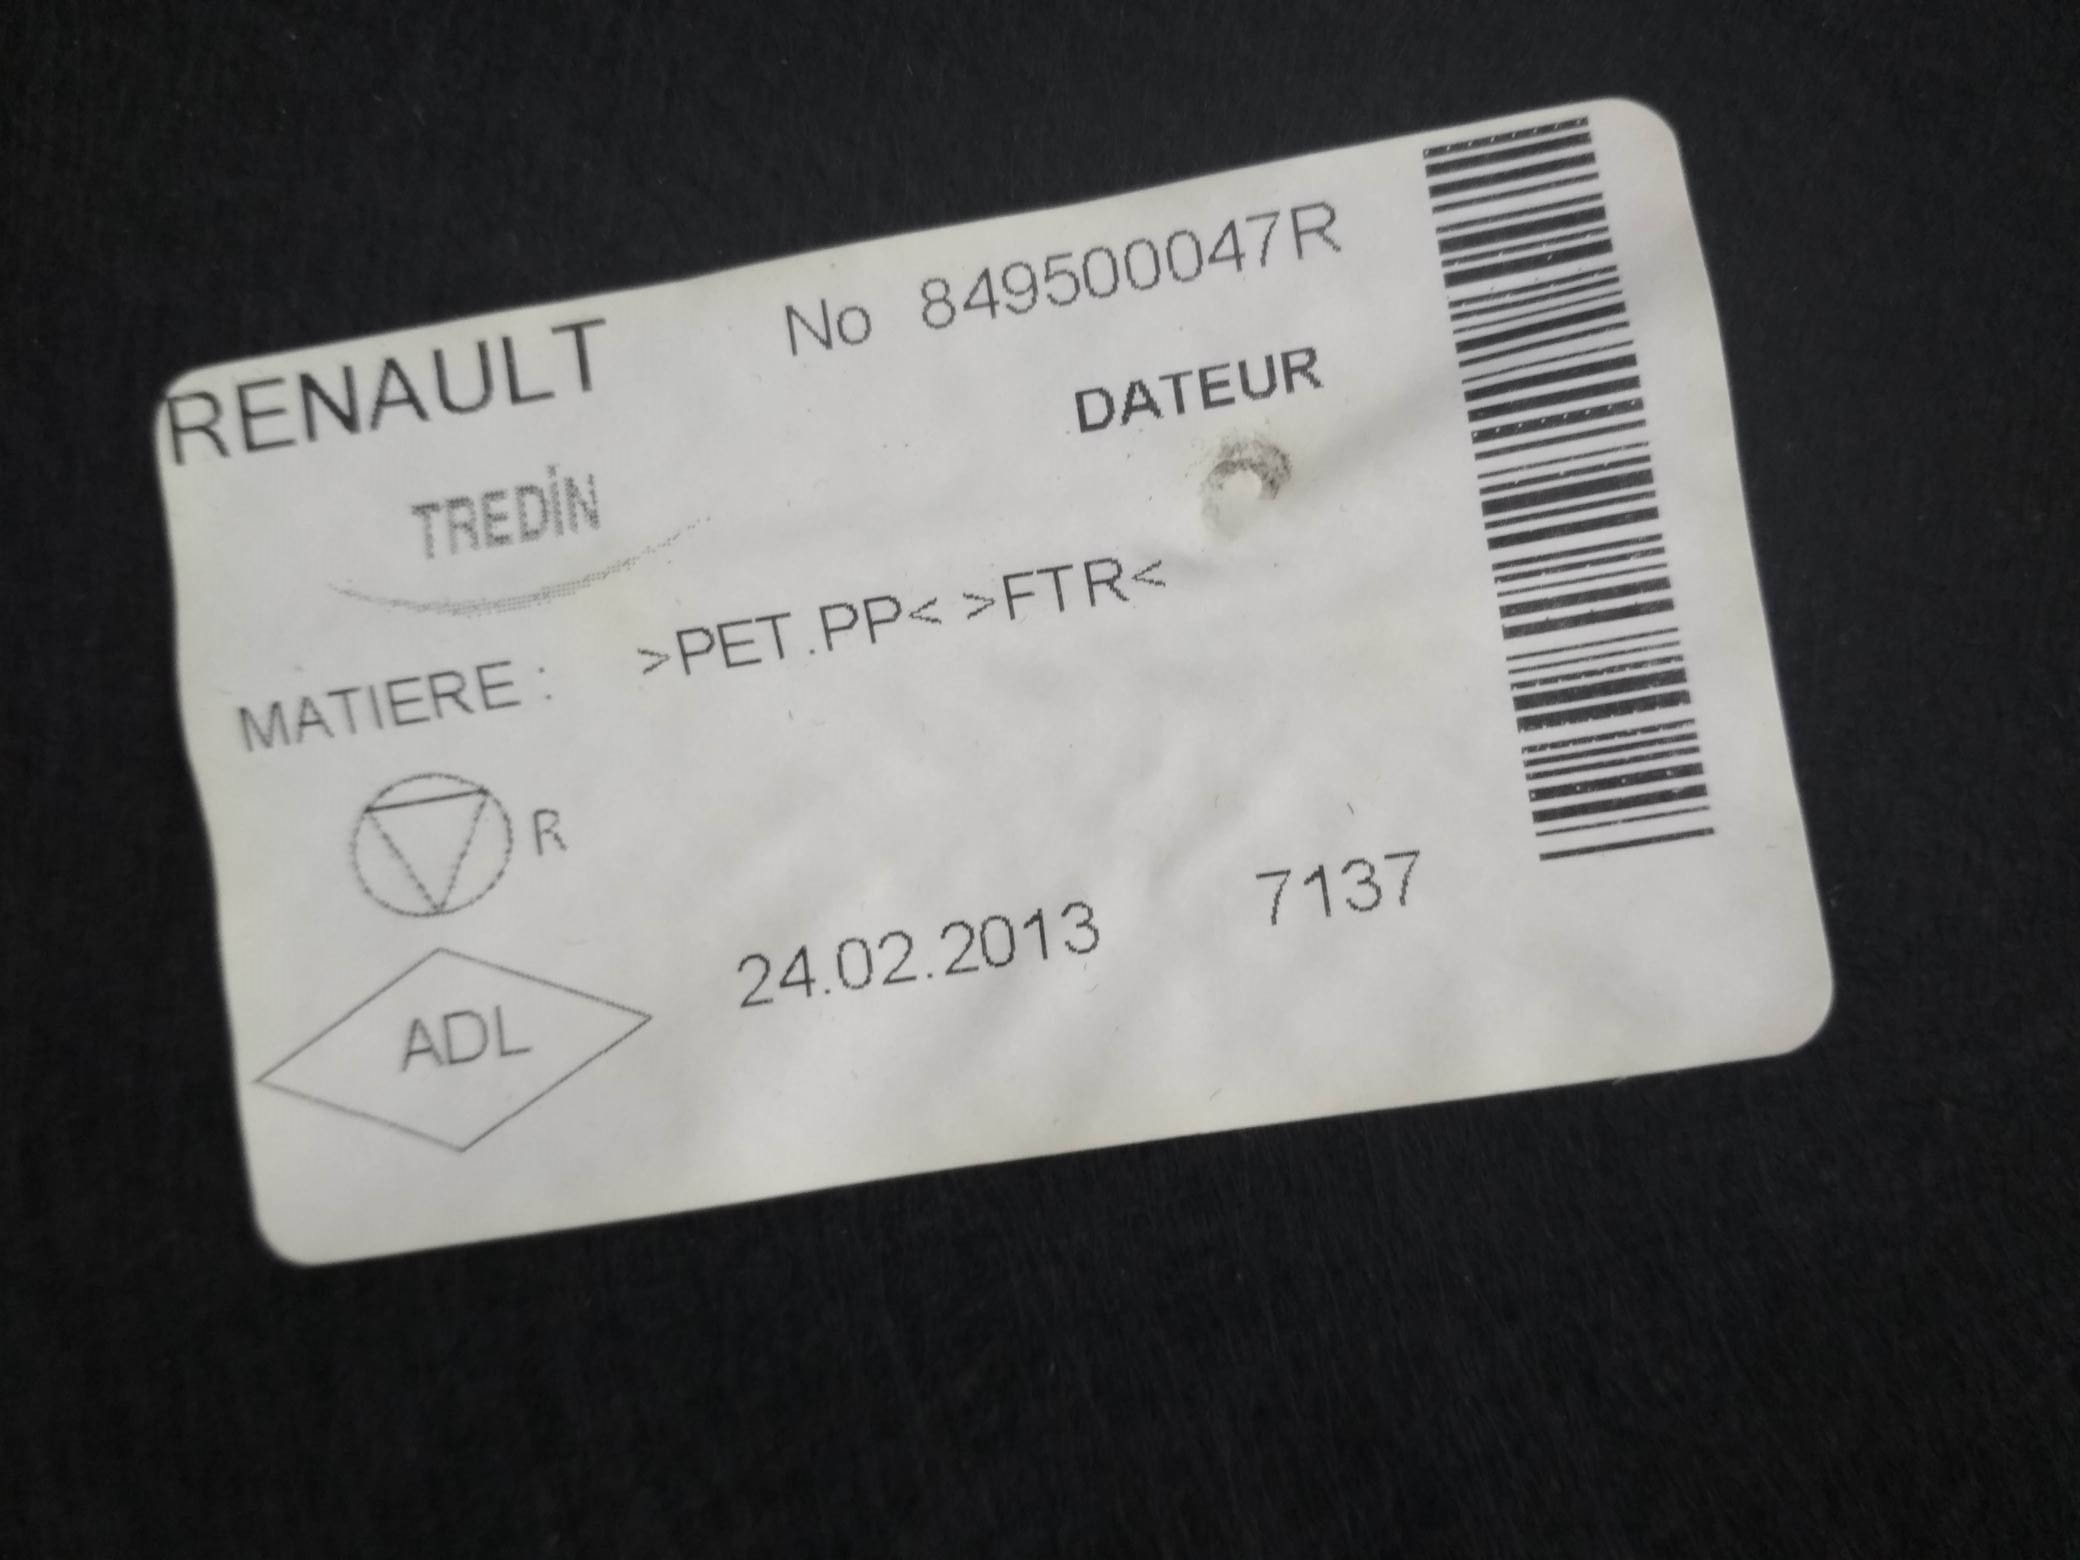 RENAULT No 849500047R
DATEUR
TREDİN
MATIERE : >PET.PP< >FTR<
R
24.02.2013 7137
ADL